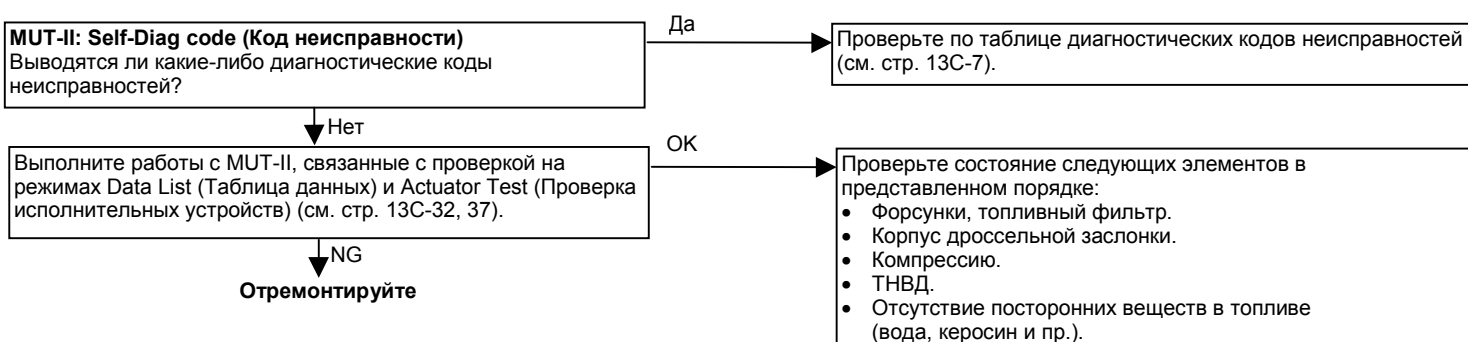 MUT-II: Self-Diag code (Код неисправности)
Выводятся ли какие-либо диагностические коды
неисправностей?
Да
Проверьте по таблице диагностических кодов неисправностей
(см. стр. 13C-7).
Нет
Выполните работы с MUT-II, связанные с проверкой на
режимах Data List (Таблица данных) и Actuator Test (Проверка
исполнительных устройств) (см. стр. 13C-32, 37).
OK
Проверьте состояние следующих элементов в
представленном порядке:
• Форсунки, топливный фильтр.
• Корпус дроссельной заслонки.
• Компрессию.
• ТНВД.
• Отсутствие посторонних веществ в топливе
(вода, керосин и пр.).
NG
Отремонтируйте